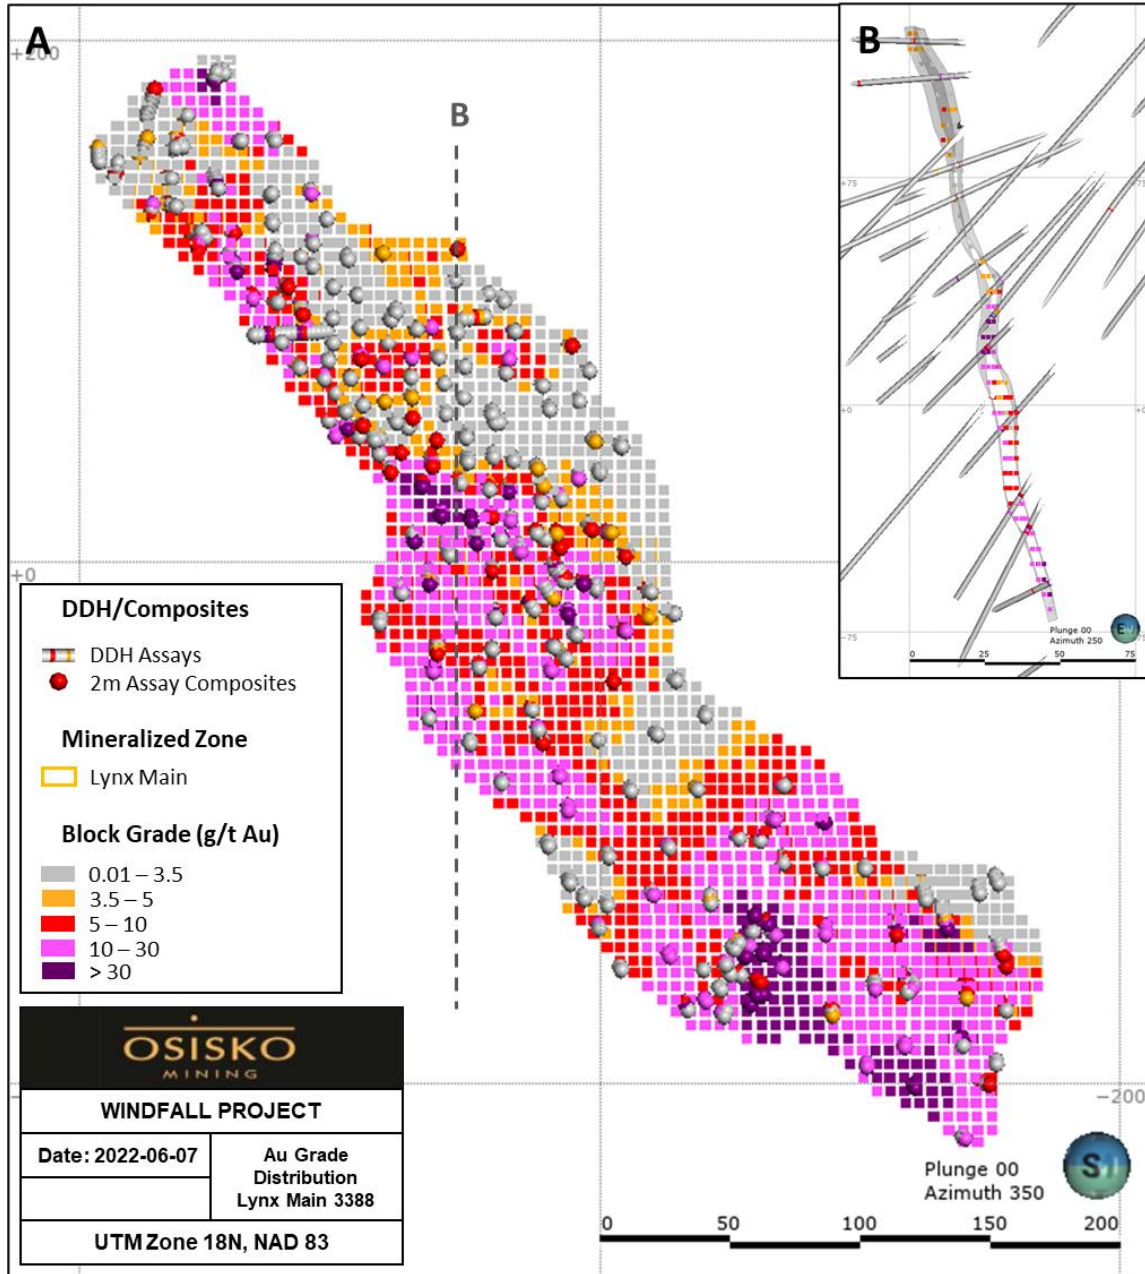 A
+200
B
B
+75
+0
+0
-75
Plunge 00
Azimuth 250
E
0 25 50 75
DDH/Composites
DDH Assays
2m Assay Composites
Mineralized Zone
Lynx Main
Block Grade (g/t Au)
0.01 – 3.5
3.5 – 5
5 – 10
10 – 30
> 30
OSISKO
MINING
WINDFALL PROJECT
Date: 2022-06-07
Au Grade
Distribution
Lynx Main 3388
UTM Zone 18N, NAD 83
−200
Plunge 00
Azimuth 350
S
0 50 100 150 200